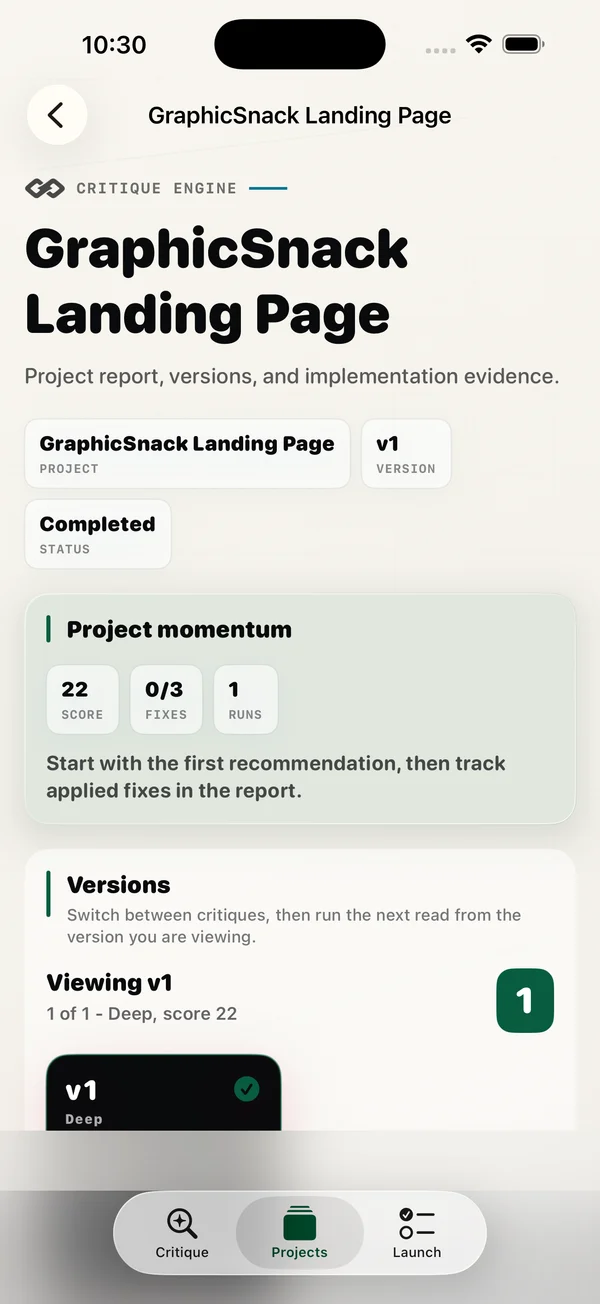 10:30
GraphicSnack Landing Page
CRITIQUE ENGINE
GraphicSnack
Landing Page
Project report, versions, and implementation evidence.
GraphicSnack Landing Page
PROJECT
v1
VERSION
Completed
STATUS
Project momentum
22
SCORE
0/3
FIXES
1
RUNS
Start with the first recommendation, then track
applied fixes in the report.
Versions
Switch between critiques, then run the next read from the
version you are viewing.
Viewing v1
1 of 1 - Deep, score 22
1
v1
Deep
Critique
Projects
Launch